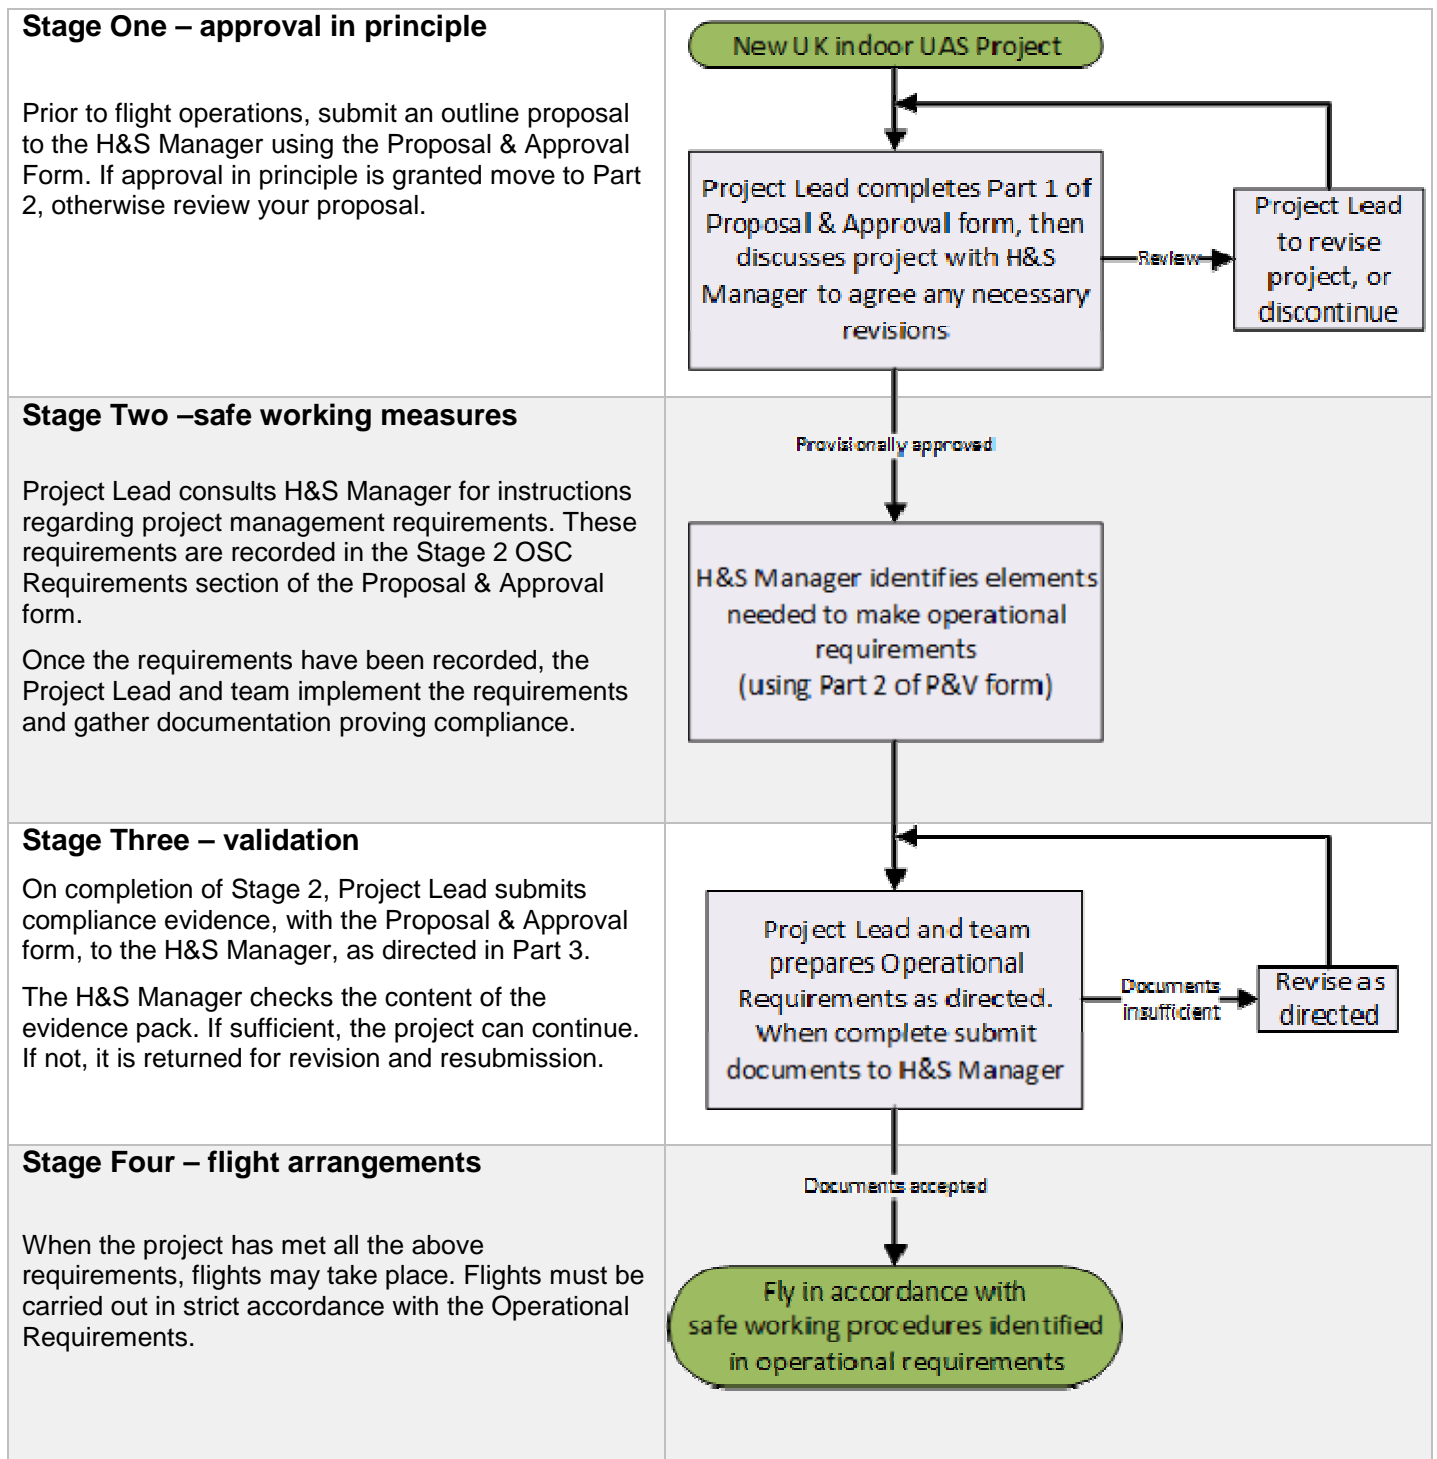 Stage One – approval in principle
Prior to flight operations, submit an outline proposal
to the H&S Manager using the Proposal & Approval
Form. If approval in principle is granted move to Part
2, otherwise review your proposal.
New UK indoor UAS Project
Project Lead completes Part 1 of
Proposal & Approval form, then
discusses project with H&S
Manager to agree any necessary
revisions
Review
Project Lead
to revise
project, or
discontinue
Stage Two –safe working measures
Project Lead consults H&S Manager for instructions
regarding project management requirements. These
requirements are recorded in the Stage 2 OSC
Requirements section of the Proposal & Approval
form.
Once the requirements have been recorded, the
Project Lead and team implement the requirements
and gather documentation proving compliance.
Provisionally approved
H&S Manager identifies elements
needed to make operational
requirements
(using Part 2 of P&V form)
Stage Three – validation
On completion of Stage 2, Project Lead submits
compliance evidence, with the Proposal & Approval
form, to the H&S Manager, as directed in Part 3.
The H&S Manager checks the content of the
evidence pack. If sufficient, the project can continue.
If not, it is returned for revision and resubmission.
Project Lead and team
prepares Operational
Requirements as directed.
When complete submit
documents to H&S Manager
Documents
insufficient
Revise as
directed
Stage Four – flight arrangements
When the project has met all the above
requirements, flights may take place. Flights must be
carried out in strict accordance with the Operational
Requirements.
Documents accepted
Fly in accordance with
safe working procedures identified
in operational requirements